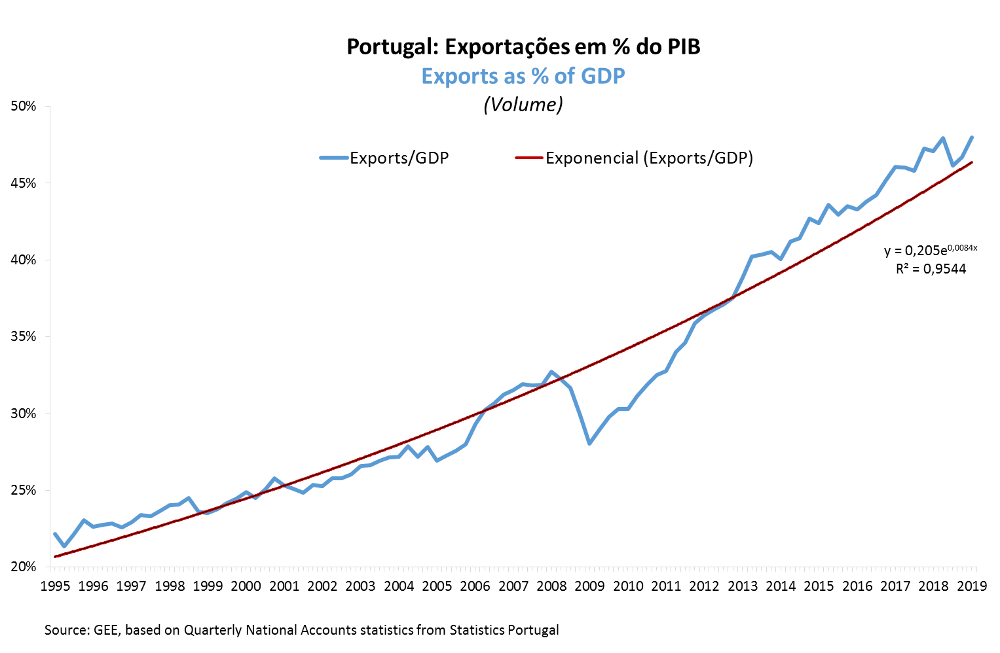 Portugal: Exportações em % do PIB
Exports as % of GDP
(Volume)
50%
Exports/GDP
Exponencial (Exports/GDP)
45%
40%
y = 0,205e^0,0084x
R² = 0,9544
35%
30%
25%
20%
1995 1996 1997 1998 1999 2000 2001 2002 2003 2004 2005 2006 2007 2008 2009 2010 2011 2012 2013 2014 2015 2016 2017 2018 2019
Source: GEE, based on Quarterly National Accounts statistics from Statistics Portugal